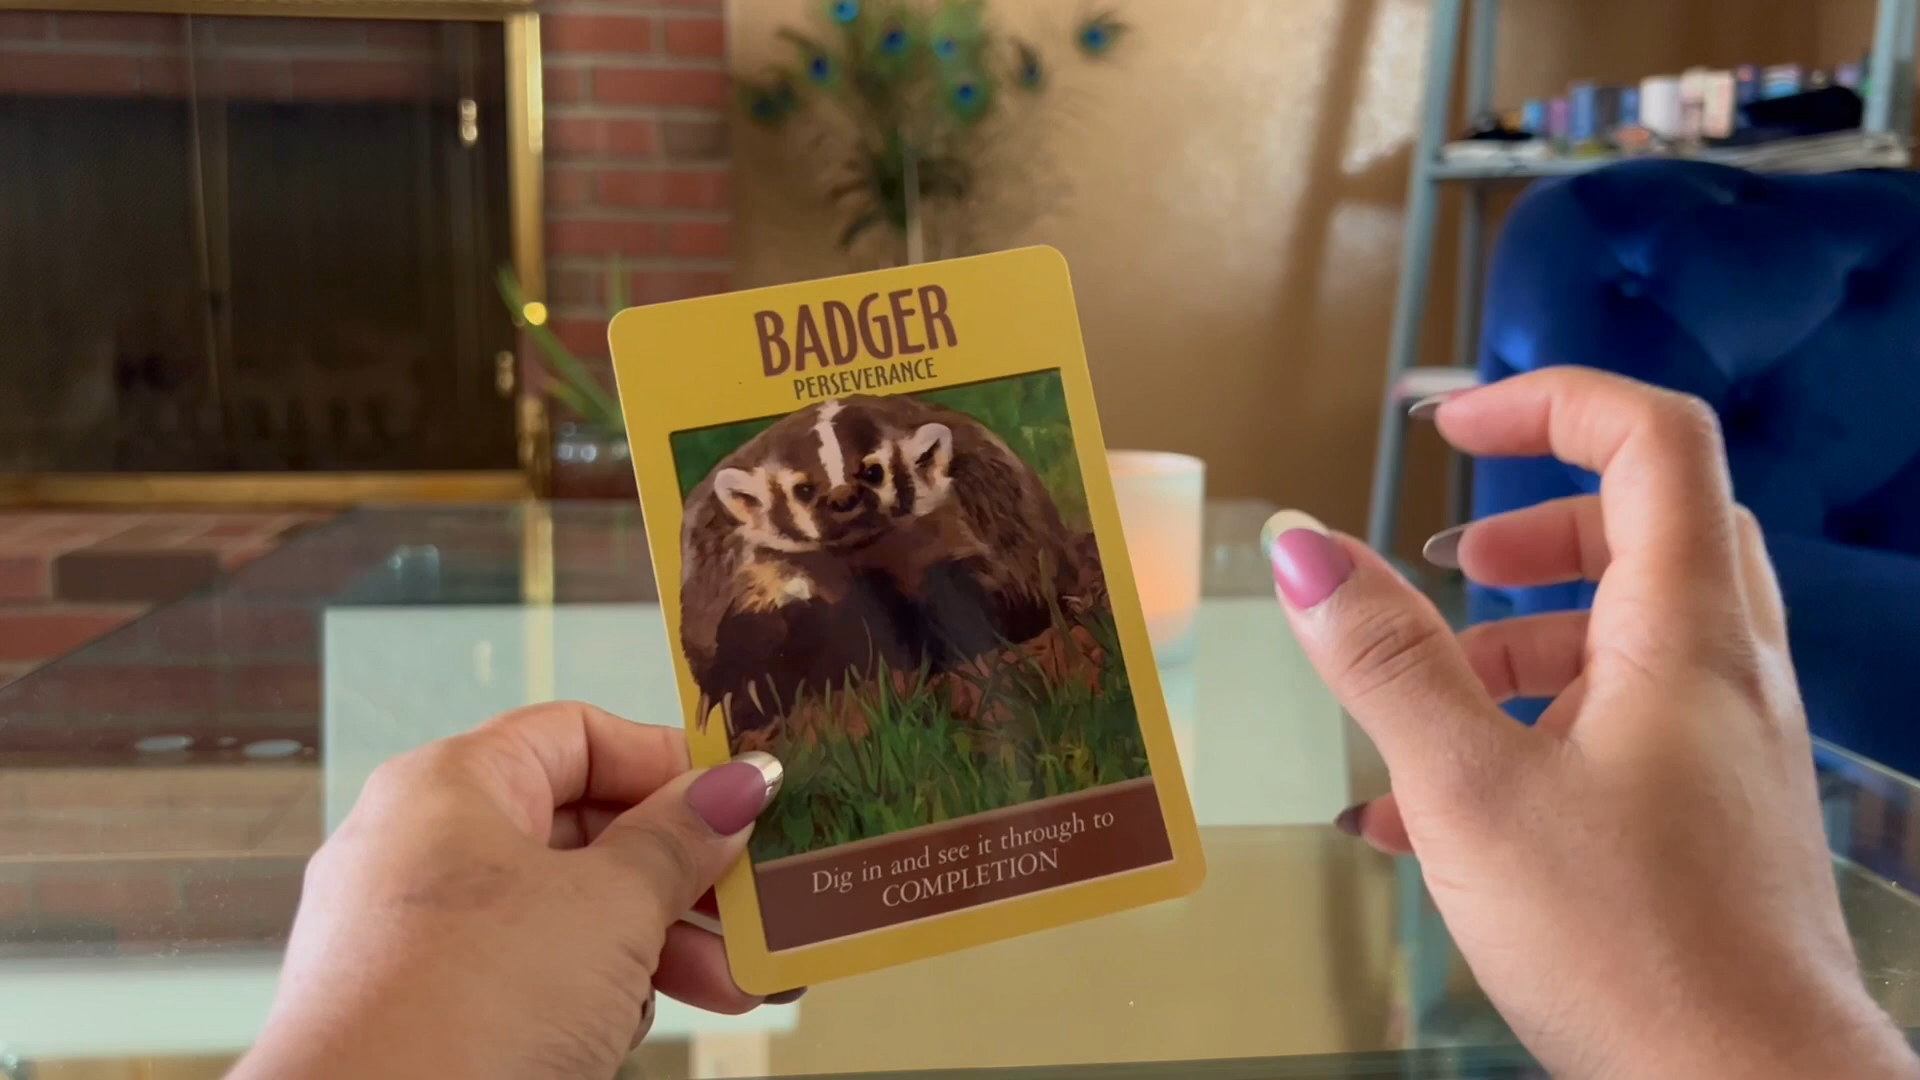 BADGER
PERSEVERANCE
Dig in and see it through to
COMPLETION